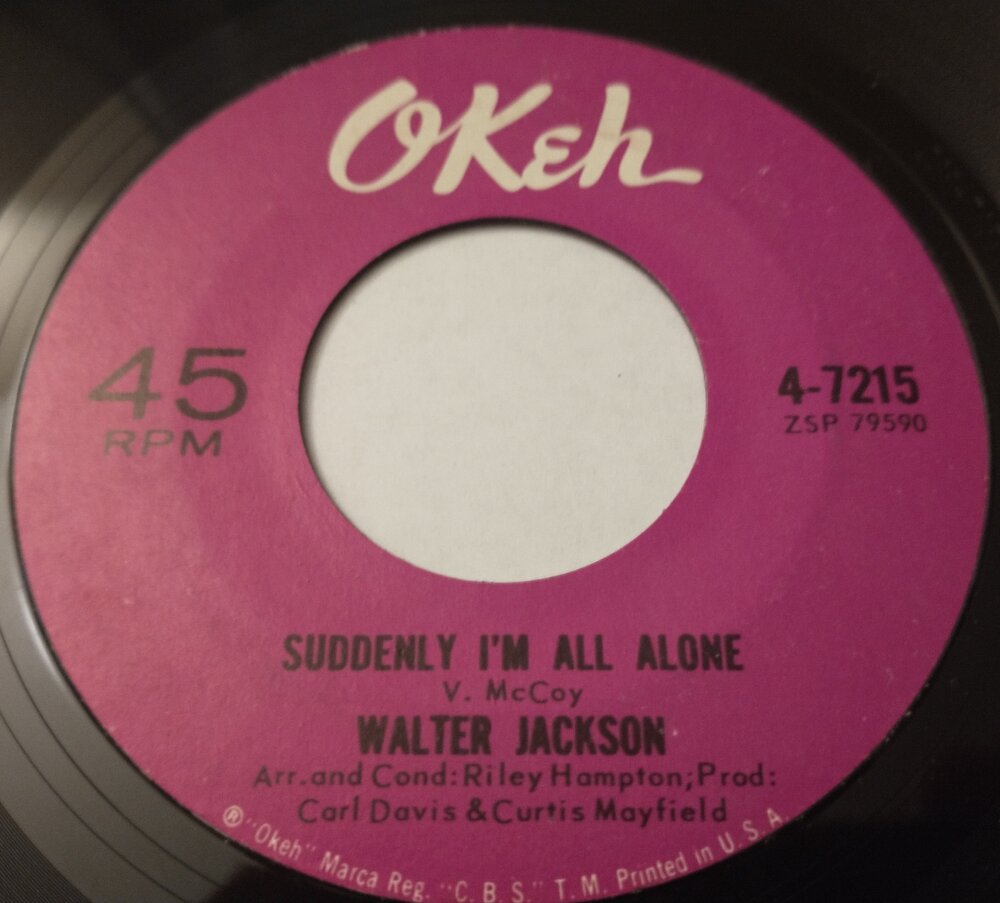 OKeh
45
RPM
4-7215
ZSP 79590
SUDDENLY I'M ALL ALONE
V. McCoy
WALTER JACKSON
Arr.and Cond:Riley Hampton;Prod:
Carl Davis & Curtis Mayfield
® "Okeh" Marca Reg. "C.B.S." T.M. Printed in U.S.A.